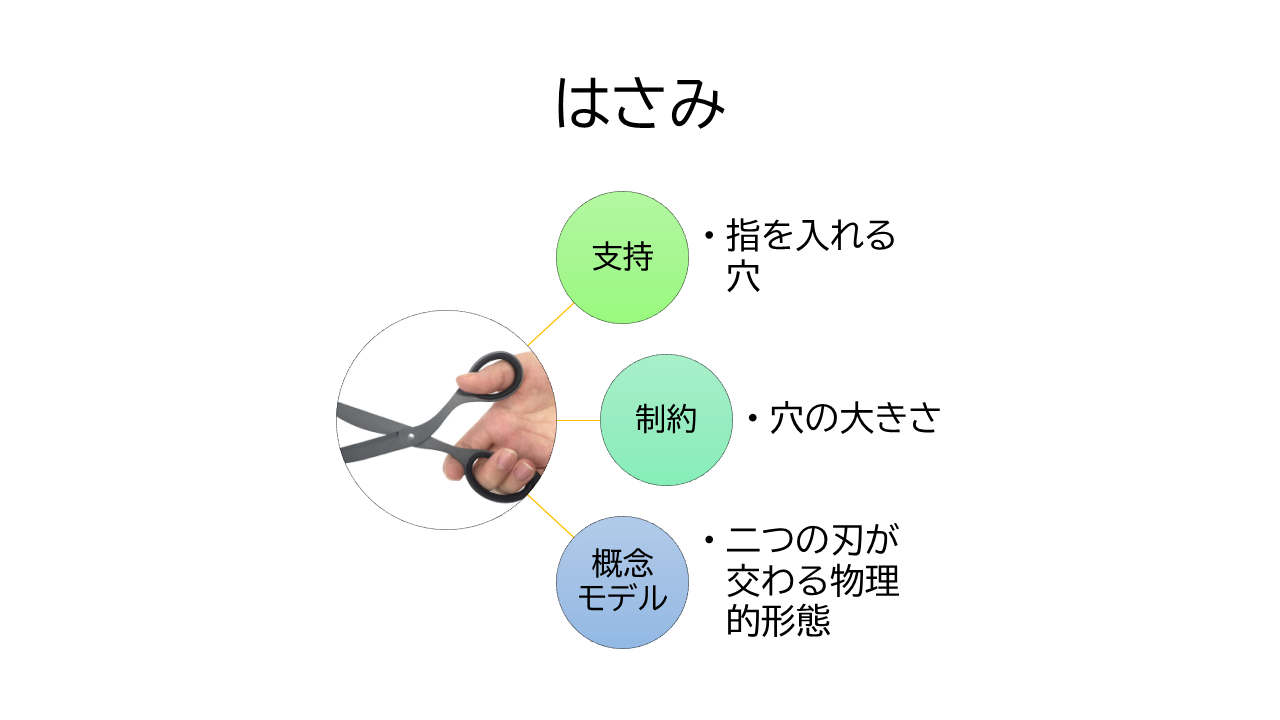 はさみ
支持
・指を入れる
穴
制約
・穴の大きさ
概念
モデル
・二つの刃が
交わる物理
的形態